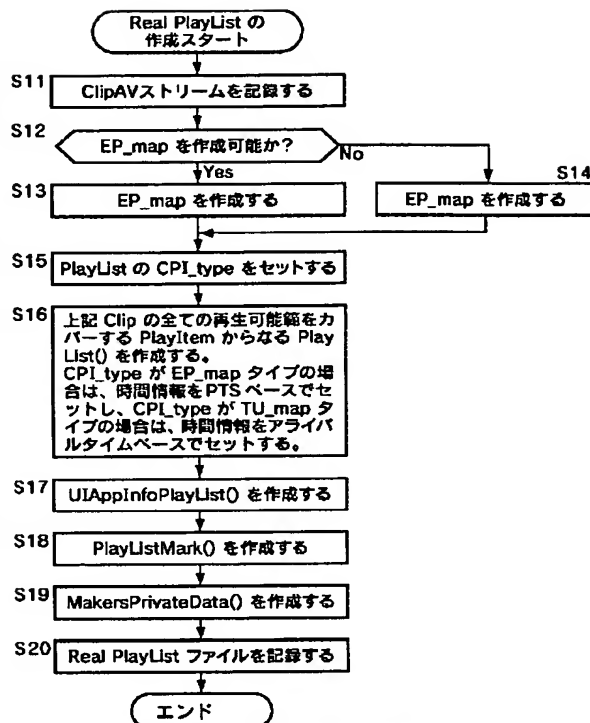 Real PlayList の
作成スタート
S11
ClipAVストリームを記録する
S12
EP_map を作成可能か？
No
Yes
S13
EP_map を作成する
S14
EP_map を作成する
S15
PlayList の CPI_type をセットする
S16
上記 Clip の全ての再生可能範をカ
バーする PlayItem からなる Play
List() を作成する。
CPI_type が EP_map タイプの場
合は、時間情報をPTS ベースでセ
ットし、CPI_type が TU_map タ
イプの場合は、時間情報をアライバ
ルタイムベースでセットする。
S17
UIAppInfoPlayList() を作成する
S18
PlayListMark() を作成する
S19
MakersPrivateData() を作成する
S20
Real PlayList ファイルを記録する
エンド